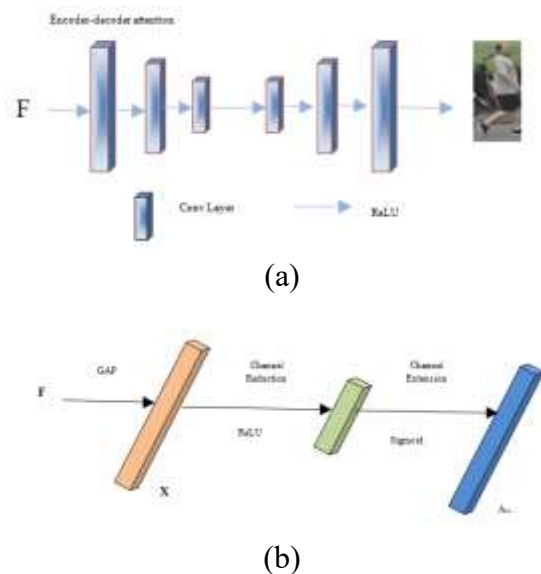 Encoder-decoder attention
F
Conv Layer
ReLU
(a)
GAP
Channel
Reduction
Channel
Extension
F
ReLU
Sigmoid
X
(b)